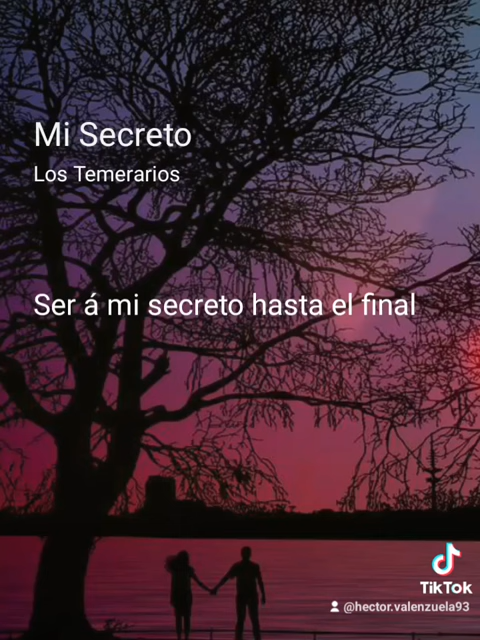 Mi Secreto
Los Temerarios
Ser á mi secreto hasta el final
TikTok
@hector.valenzuela93